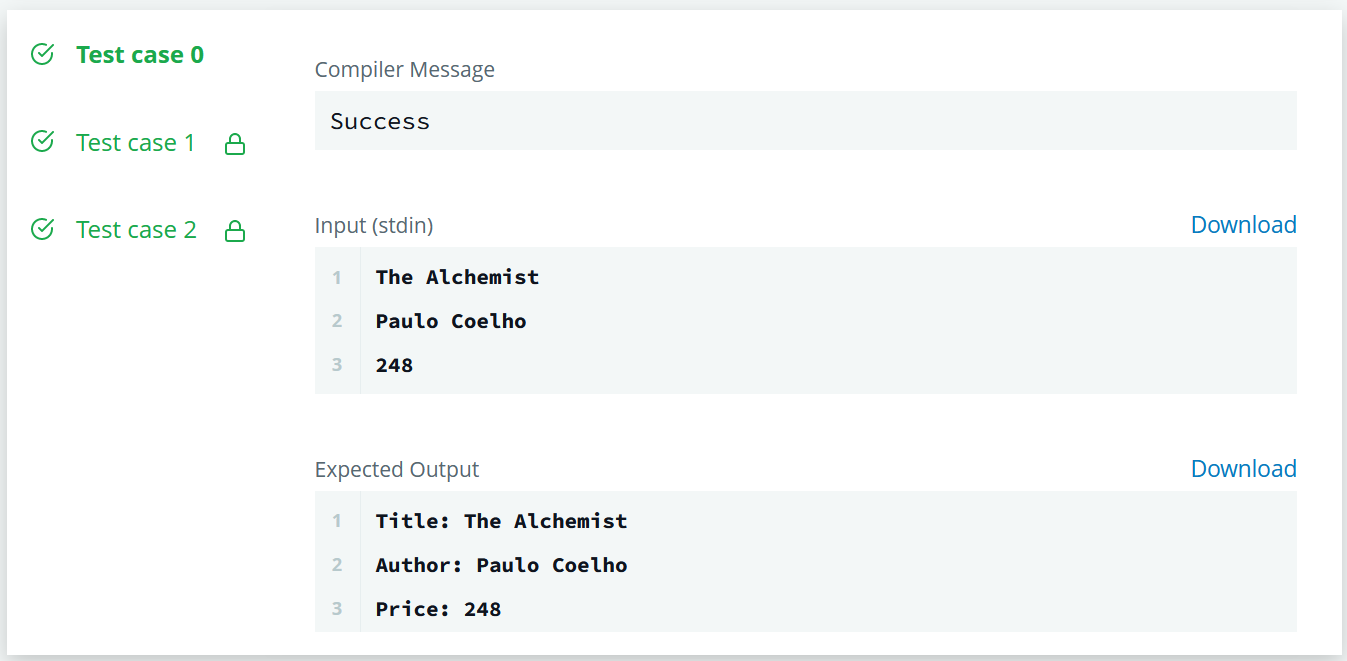 Test case 0
Test case 1
Test case 2
Compiler Message
Success
Input (stdin)
Download
1 The Alchemist
2 Paulo Coelho
3 248
Expected Output
Download
1 Title: The Alchemist
2 Author: Paulo Coelho
3 Price: 248